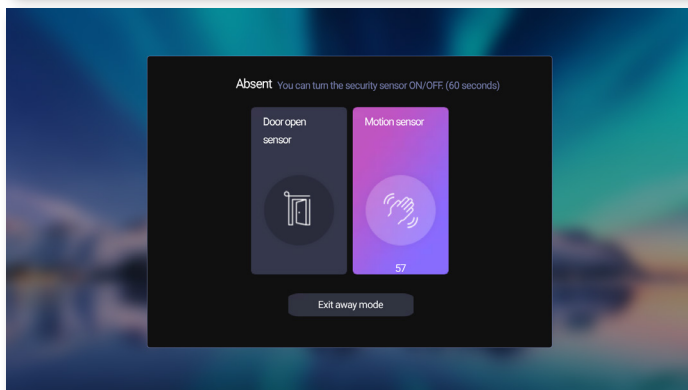 Absent You can turn the security sensor ON/OFF. (60 seconds)
Door open
sensor
Motion sensor
57
Exit away mode